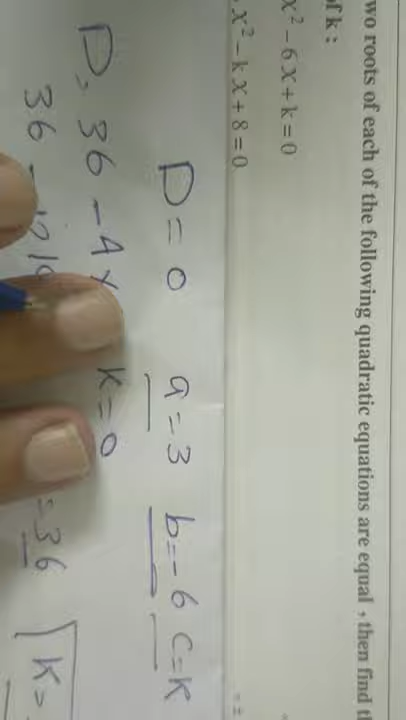 wo roots of each of the following quadratic equations are equal , then find t
of k :
x² – 6 x + k = 0
x² – k x + 8 = 0
D = 0 a = 3 b = – 6 C = K
D = 36 – 4 x K = 0
36 – = 36 K =